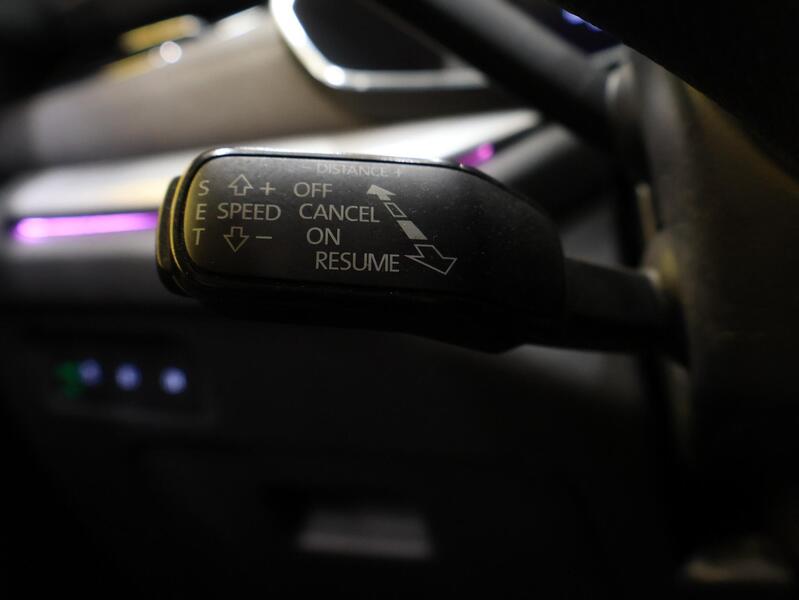 - DISTANCE +
S + OFF
E SPEED CANCEL
T - ON
RESUME